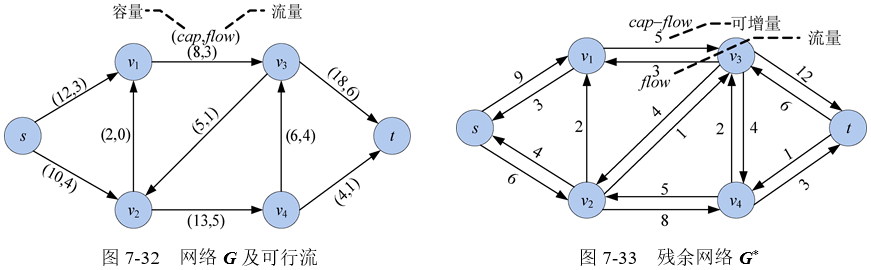 容量 流量
(cap,flow)
(8,3)
v1 v3
(12,3)
(18,6)
(2,0)
(5,1)
(6,4)
s t
(10,4)
(4,1)
v2 v4
(13,5)
图 7-32 网络 G 及可行流
cap−flow 可增量
5
流量
v1 v3
3
flow
9
12
3
6
4
1
2
2
4
s t
4
6
1
3
5
v2 v4
8
图 7-33 残余网络 G*